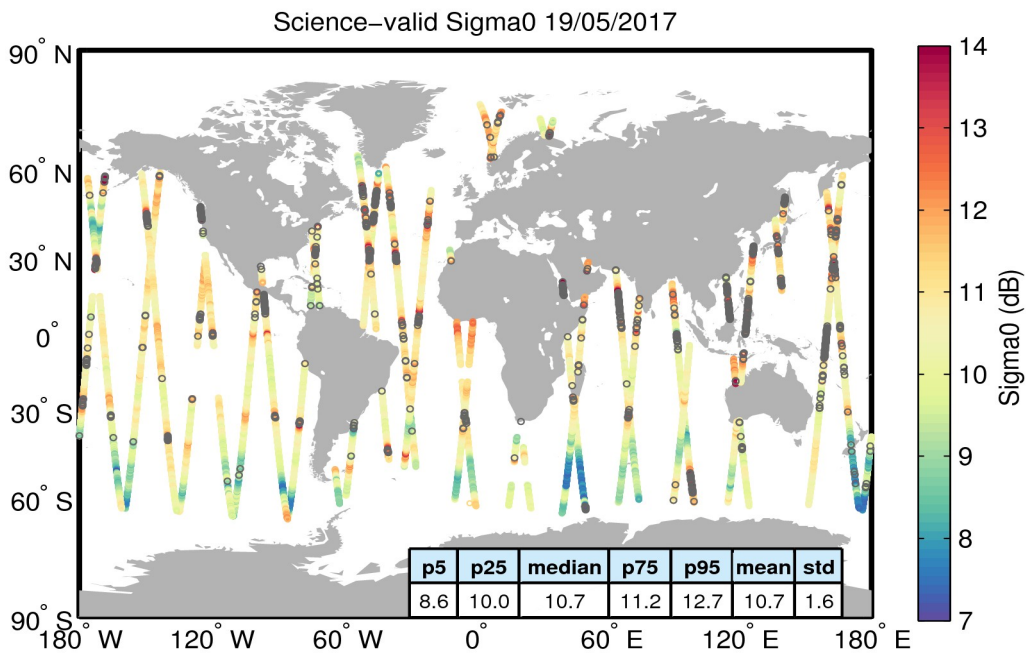 Science−valid Sigma0 19/05/2017
90° N
60° N
30° N
0°
30° S
60° S
90° S
180° W
120° W
60° W
0°
60° E
120° E
180° E
14
13
12
11
10
9
8
7
Sigma0 (dB)
p5 p25 median p75 p95 mean std
8.6 10.0 10.7 11.2 12.7 10.7 1.6